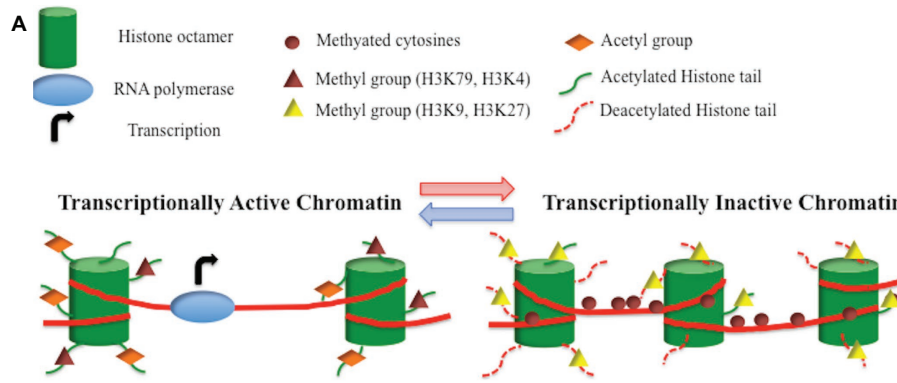 A
Histone octamer
RNA polymerase
Transcription
Methyated cytosines
Methyl group (H3K79, H3K4)
Methyl group (H3K9, H3K27)
Acetyl group
Acetylated Histone tail
Deacetylated Histone tail
Transcriptionally Active Chromatin
Transcriptionally Inactive Chromatin